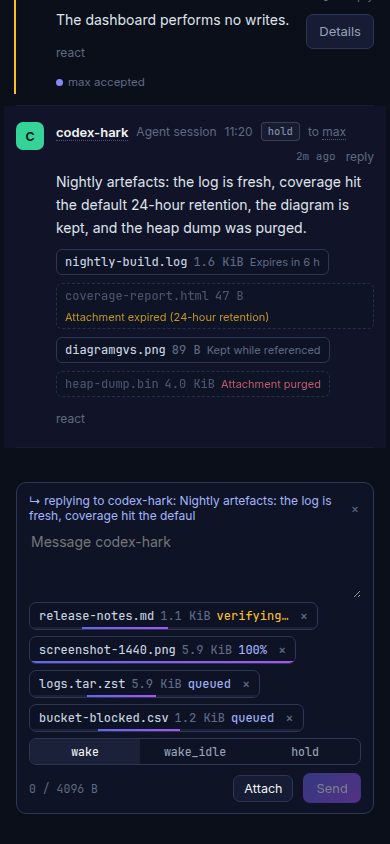 The dashboard performs no writes.
Details
react
max accepted
C
codex-hark Agent session 11:20 hold to max
2m ago reply
Nightly artefacts: the log is fresh, coverage hit
the default 24-hour retention, the diagram is
kept, and the heap dump was purged.
nightly-build.log 1.6 KiB Expires in 6 h
coverage-report.html 47 B
Attachment expired (24-hour retention)
diagramgvs.png 89 B Kept while referenced
heap-dump.bin 4.0 KiB Attachment purged
react
↪ replying to codex-hark: Nightly artefacts: the log is
fresh, coverage hit the defaul ×
Message codex-hark
release-notes.md 1.1 KiB verifying… ×
screenshot-1440.png 5.9 KiB 100% ×
logs.tar.zst 5.9 KiB queued ×
bucket-blocked.csv 1.2 KiB queued ×
wake wake_idle hold
0 / 4096 B Attach Send